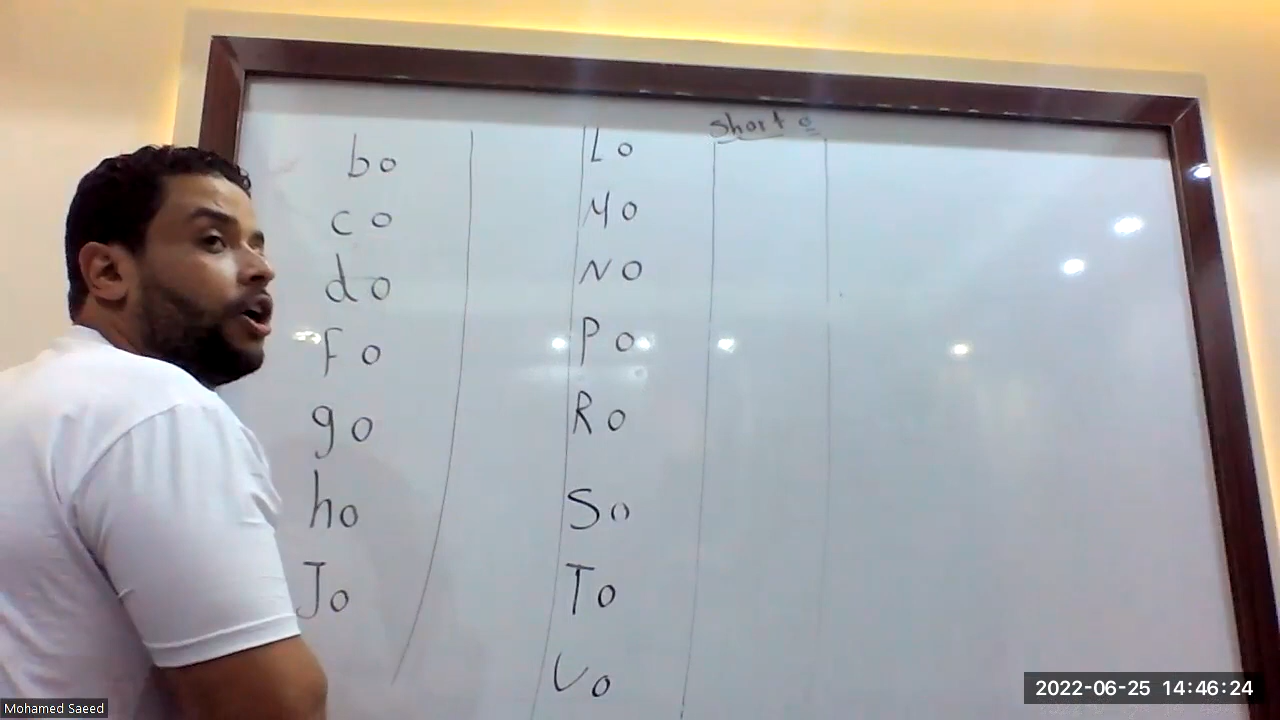 short o
bo
co
do
fo
go
ho
Jo
Lo
Mo
No
Po
Ro
So
To
Vo
Mohamed Saeed
2022-06-25 14:46:24